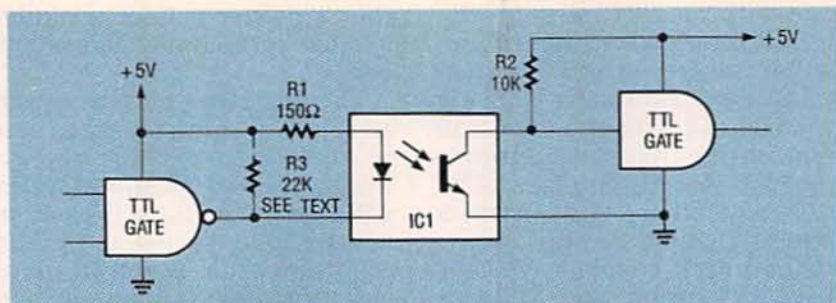 +5V
R1
150Ω
R3
22K
SEE TEXT
TTL
GATE
IC1
R2
10K
+5V
TTL
GATE